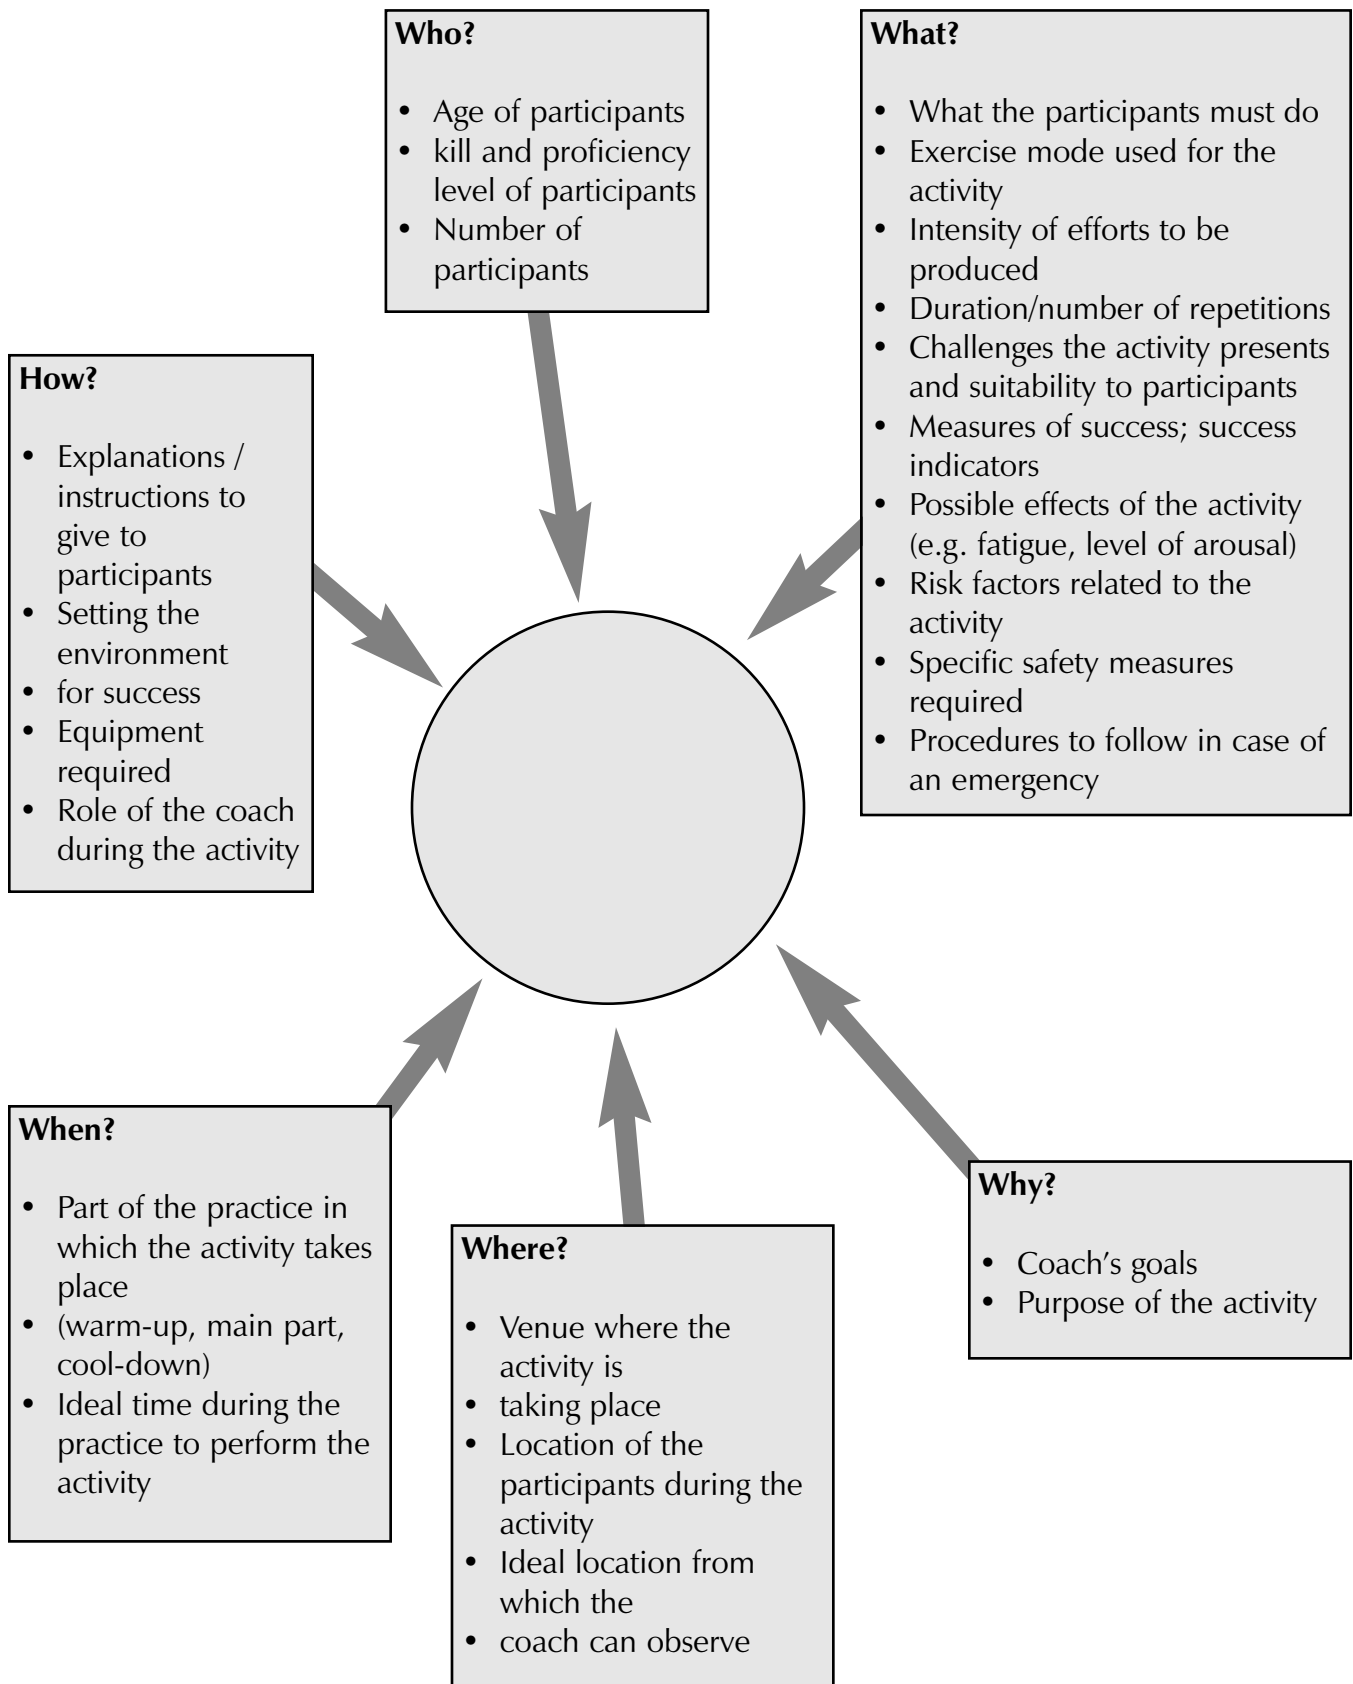 Who?
• Age of participants
• kill and proficiency
level of participants
• Number of
participants
What?
• What the participants must do
• Exercise mode used for the
activity
• Intensity of efforts to be
produced
• Duration/number of repetitions
• Challenges the activity presents
and suitability to participants
• Measures of success; success
indicators
• Possible effects of the activity
(e.g. fatigue, level of arousal)
• Risk factors related to the
activity
• Specific safety measures
required
• Procedures to follow in case of
an emergency
How?
• Explanations /
instructions to
give to
participants
• Setting the
environment
• for success
• Equipment
required
• Role of the coach
during the activity
When?
• Part of the practice in
which the activity takes
place
• (warm-up, main part,
cool-down)
• Ideal time during the
practice to perform the
activity
Where?
• Venue where the
activity is
• taking place
• Location of the
participants during the
activity
• Ideal location from
which the
• coach can observe
Why?
• Coach's goals
• Purpose of the activity